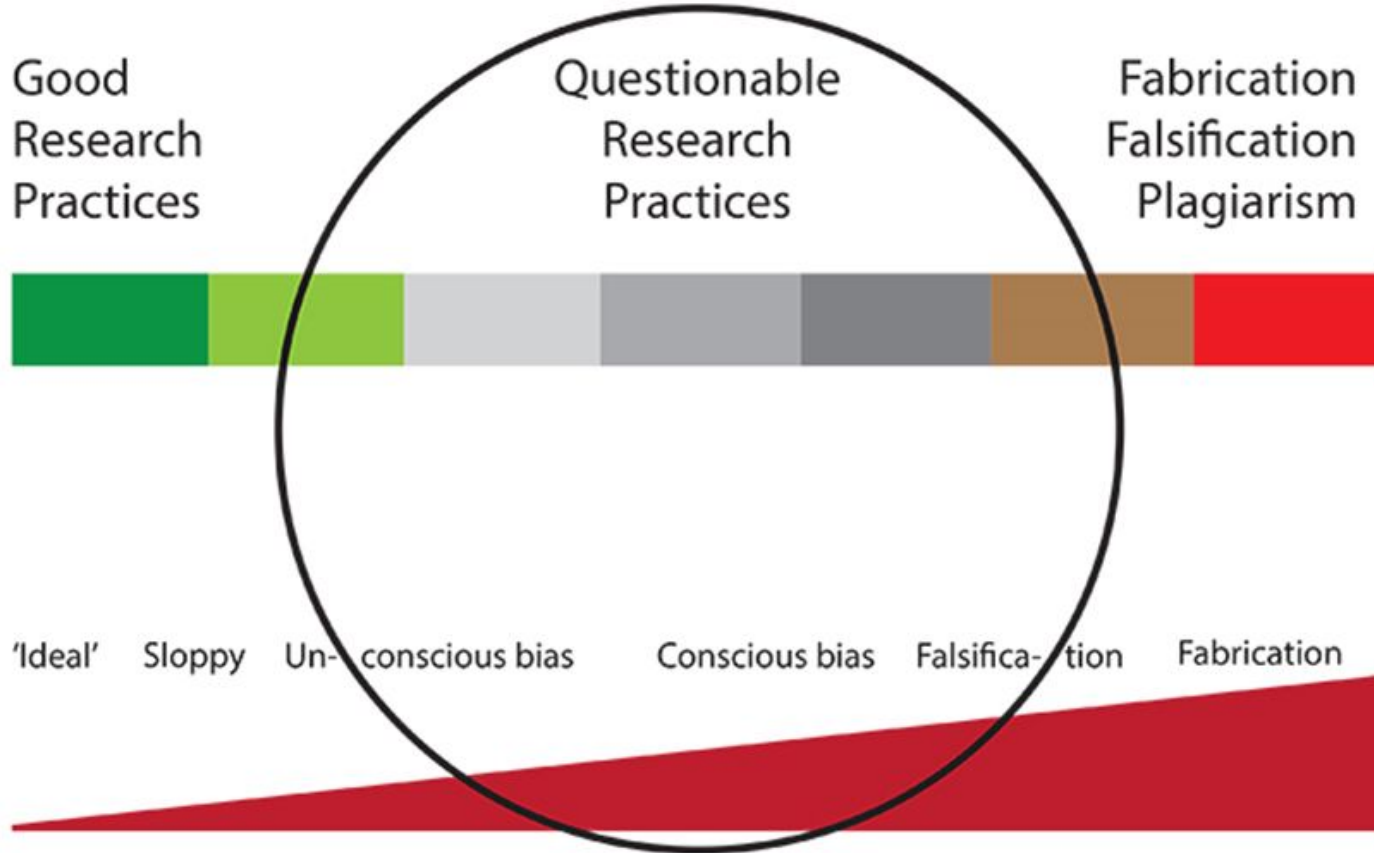 Good
Research
Practices
Questionable
Research
Practices
Fabrication
Falsification
Plagiarism
'Ideal' Sloppy Un- conscious bias Conscious bias Falsifica- tion Fabrication